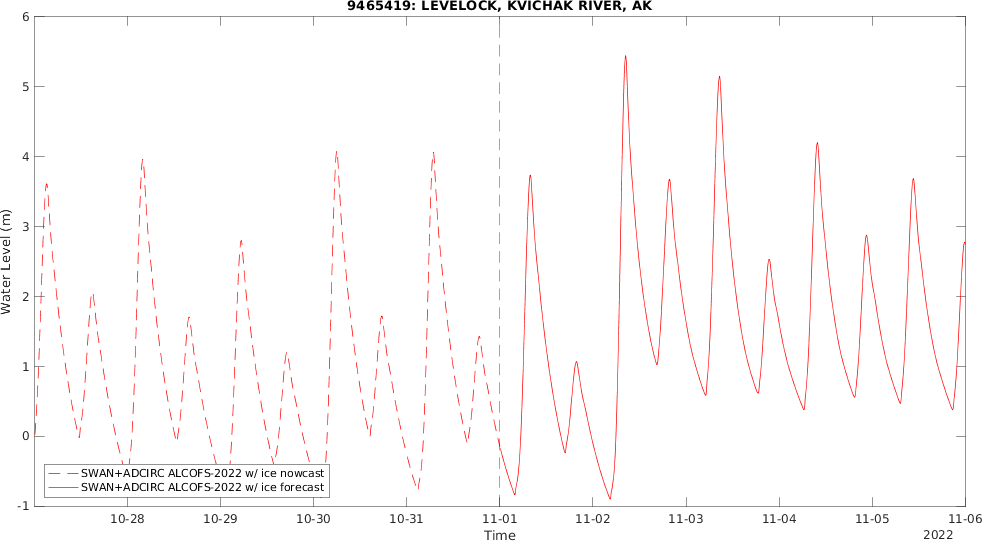 9465419: LEVELOCK, KVICHAK RIVER, AK
6
5
4
3
2
1
0
-1
Water Level (m)
SWAN+ADCIRC ALCOFS-2022 w/ ice nowcast
SWAN+ADCIRC ALCOFS-2022 w/ ice forecast
10-28 10-29 10-30 10-31 11-01 11-02 11-03 11-04 11-05 11-06
Time
2022